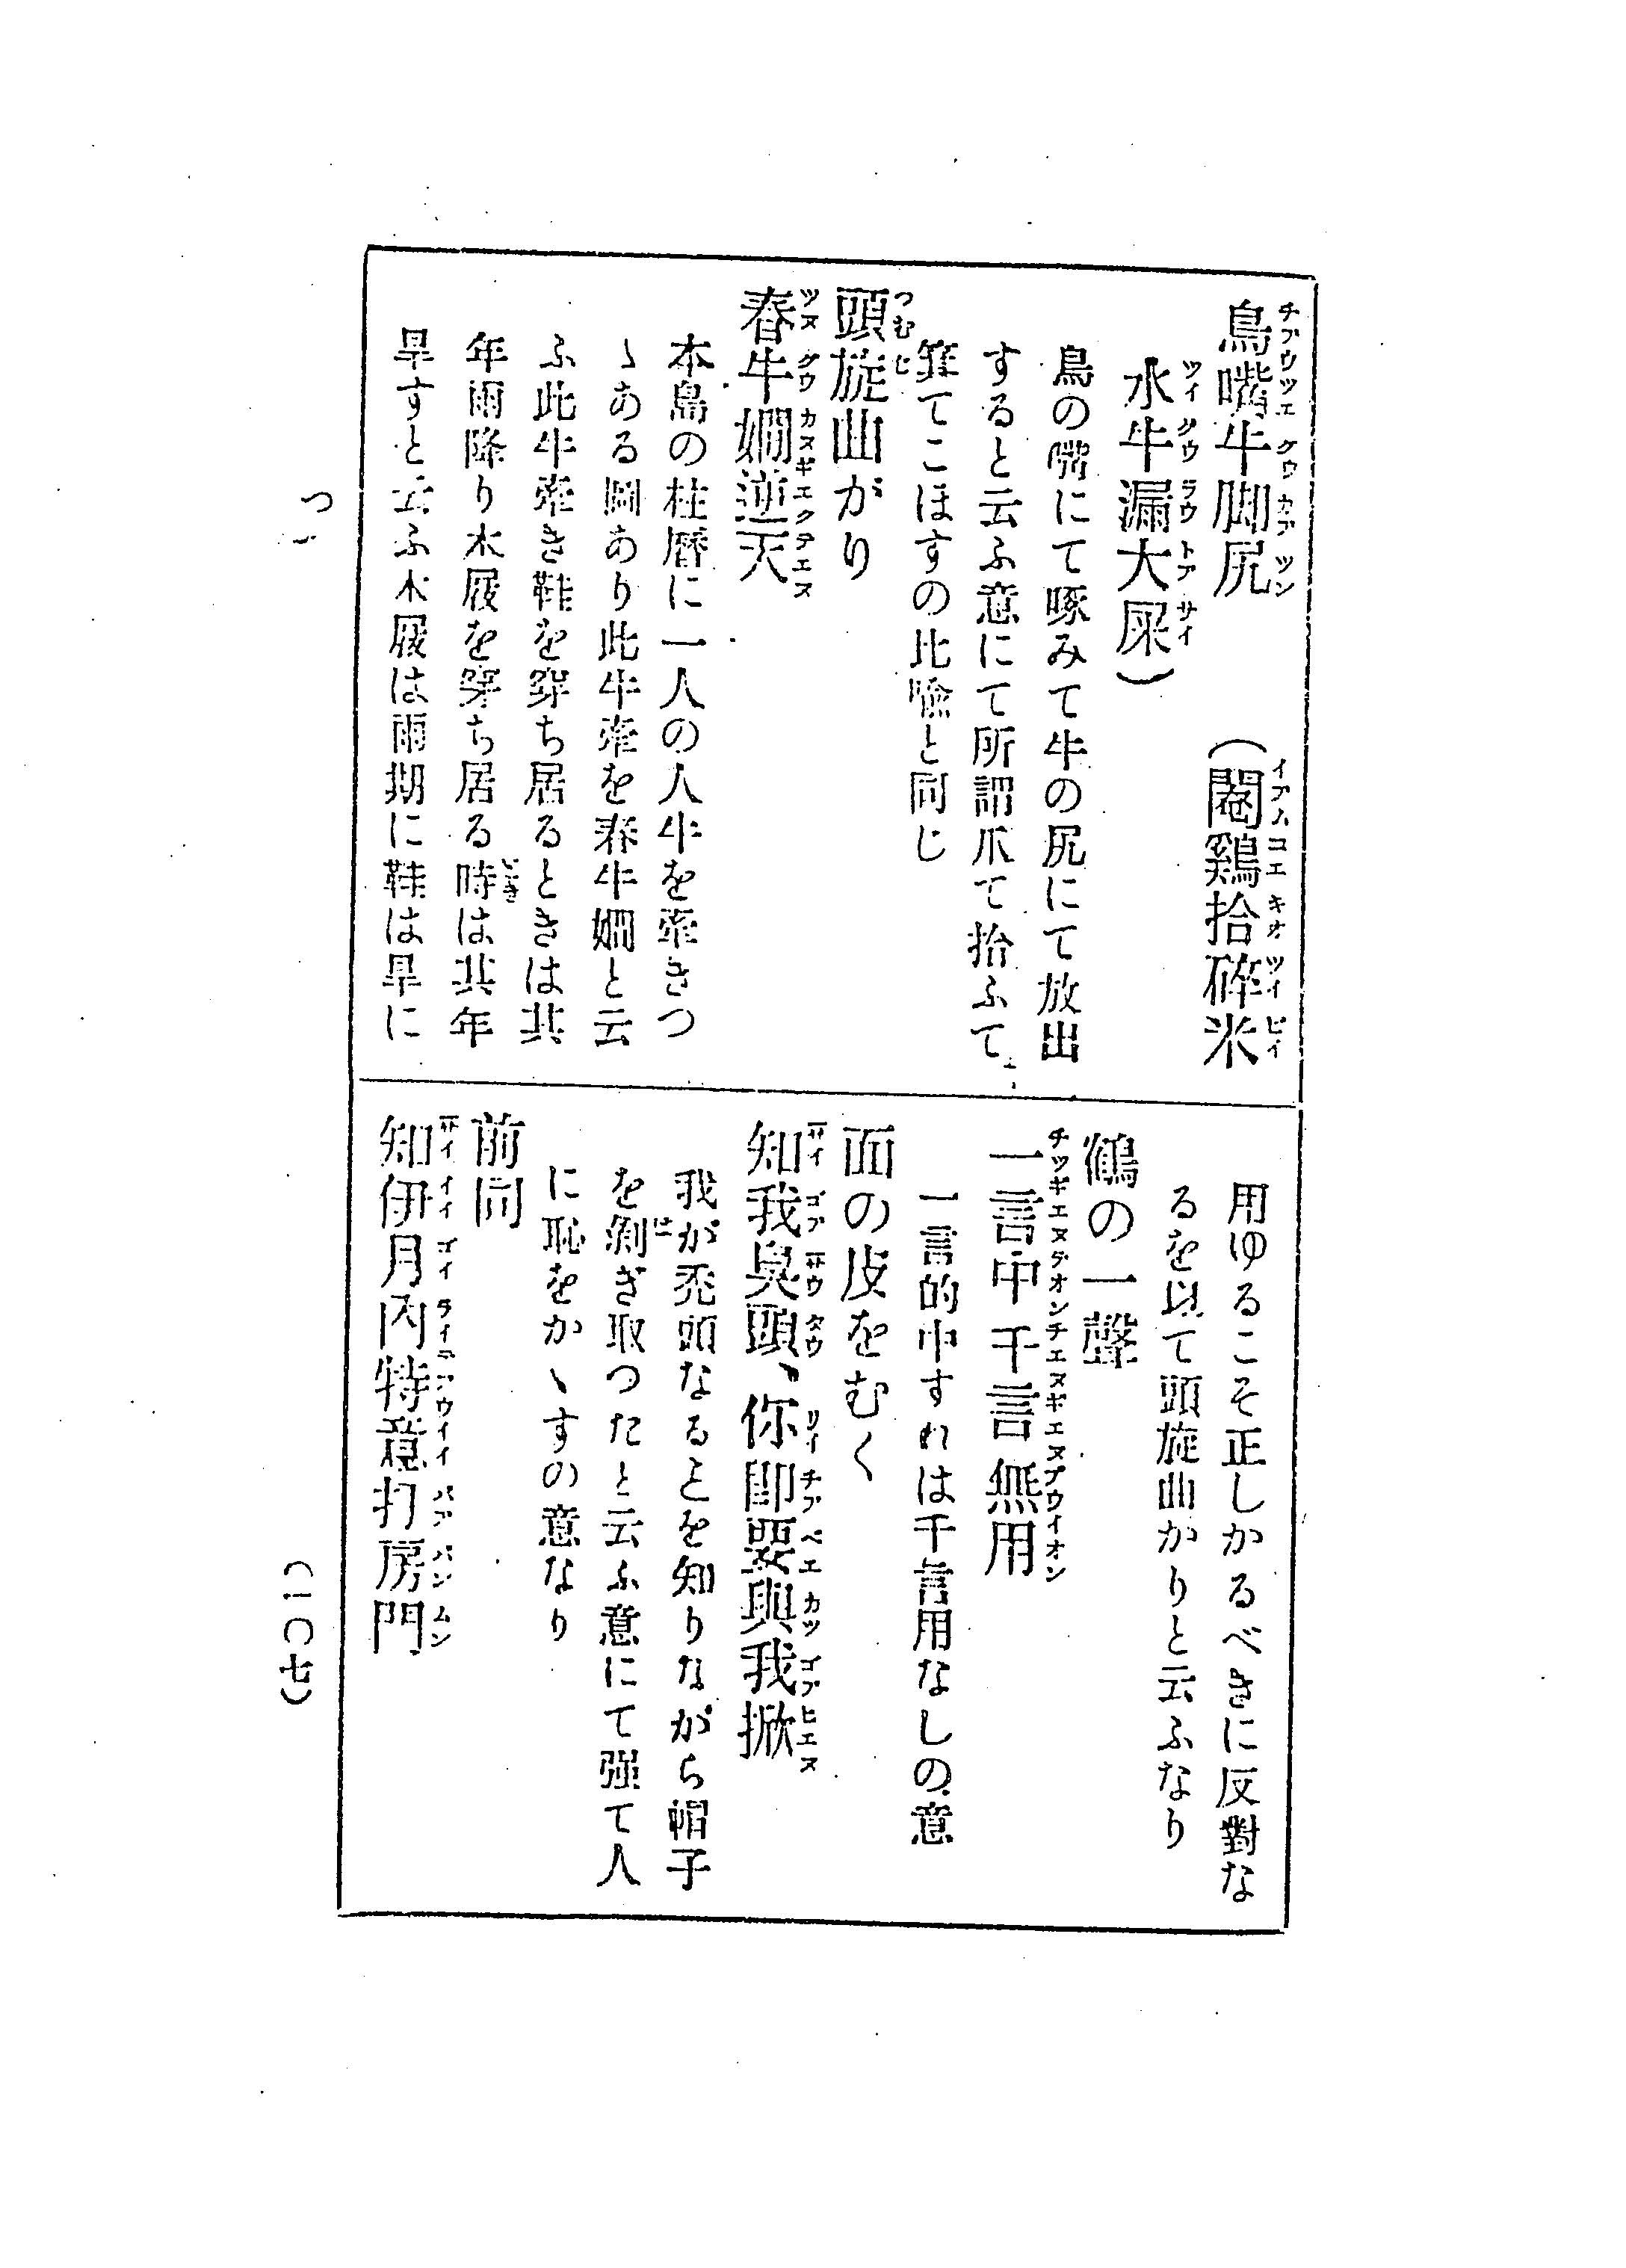 鳥嘴牛脚尻　（閹鷄拾碎米
水牛漏大屎）
鳥の嘴にて啄みて牛の尻にて放出
すると云ふ意にて所謂爪て拾ふて
箕てこほすの比喩と同じ
頭旋曲がり
春牛嫺逆天
本島の柱曆に一人の人牛を牽きつ
ゝある圖あり此牛牽を春牛嫺と云
ふ此牛牽き鞋を穿ち居るときは其
年雨降り木屐を穿ち居る時は其年
旱すと云ふ木屐は雨期に鞋は旱に
用ゆるこそ正しかるべきに反對な
るを以て頭旋曲かりと云ふなり
鶴の一聲
一言中千言無用
一言的中すれは千言用なしの意
面の皮をむく
知我臭頭、你卽要與我掀
我が禿頭なることを知りながら帽子
を剝ぎ取つたと云ふ意にて强て人
に恥をかゝすの意なり
前同
知伊月內特意打房門
つ
（一〇七）